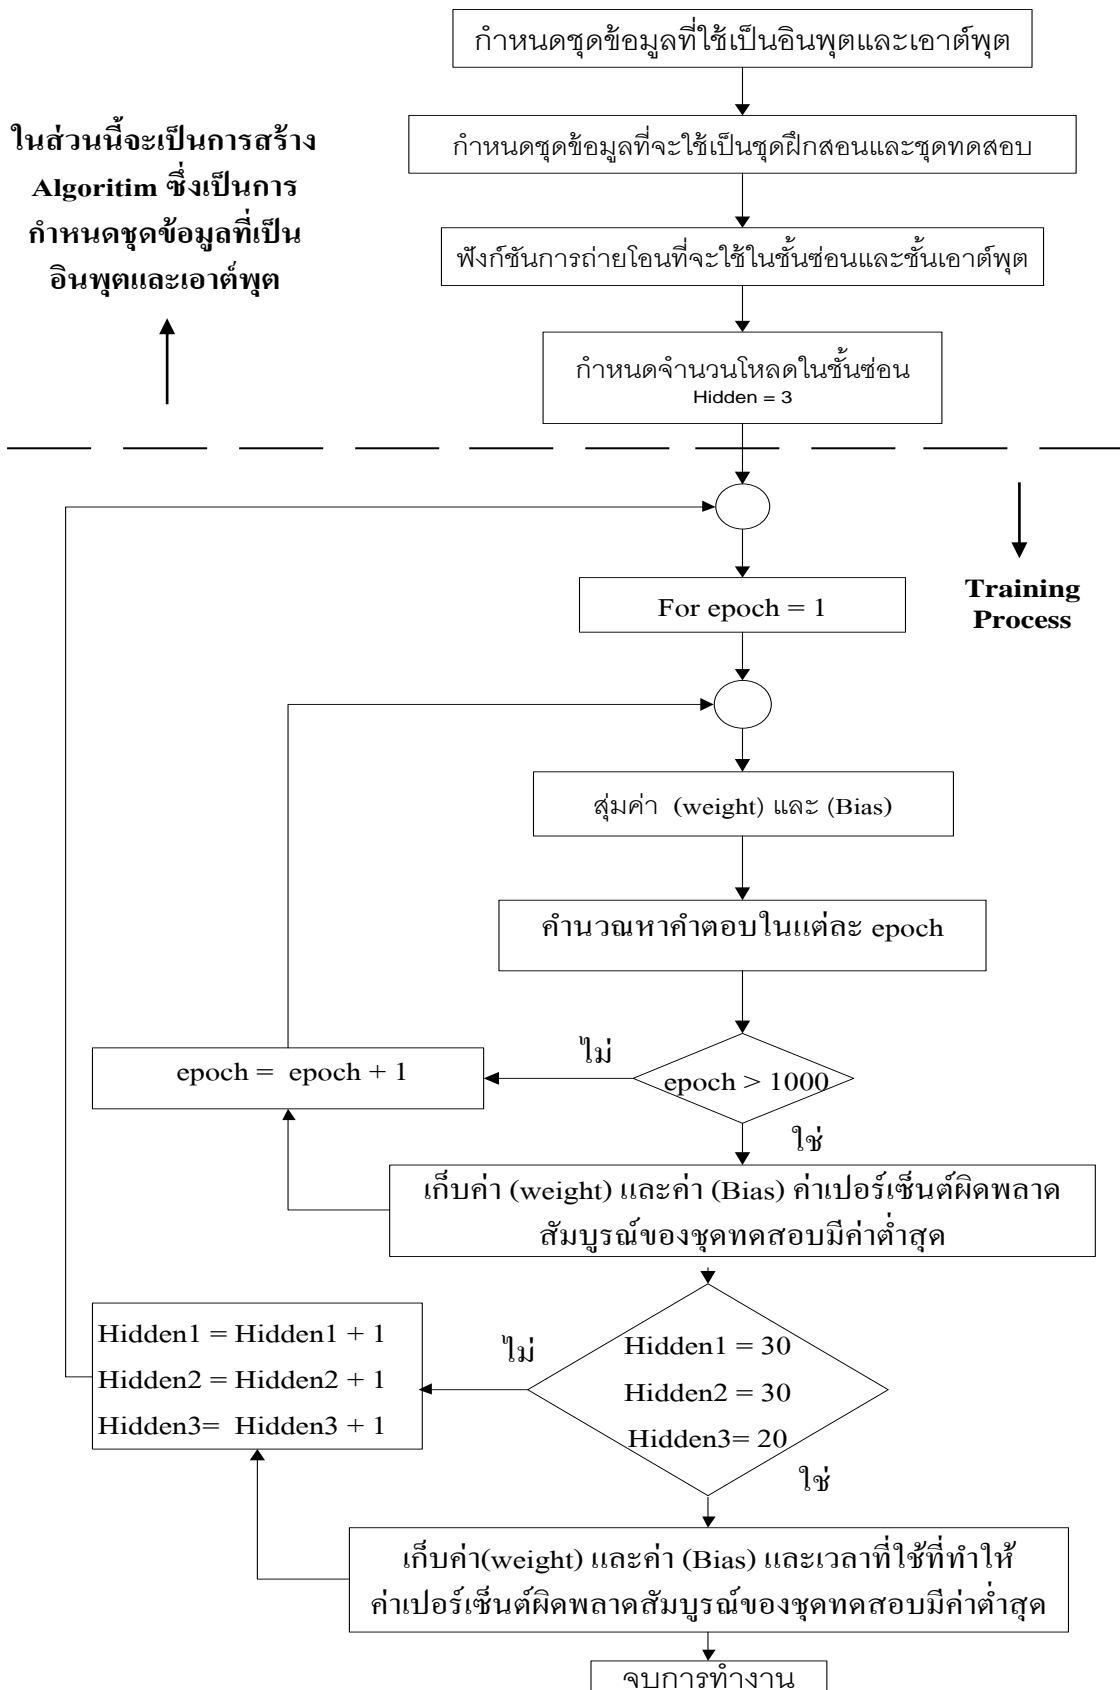 กำหนดชุดข้อมูลที่ใช้เป็นอินพุตและเอาต์พุต
กำหนดชุดข้อมูลที่จะใช้เป็นชุดฝึกสอนและชุดทดสอบ
ในส่วนนี้จะเป็นการสร้าง
Algoritim ซึ่งเป็นการ
กำหนดชุดข้อมูลที่เป็น
อินพุตและเอาต์พุต
ฟังก์ชันการถ่ายโอนที่จะใช้ในชั้นซ่อนและชั้นเอาต์พุต
กำหนดจำนวนโหลดในชั้นซ่อน
Hidden = 3
Training
Process
For epoch = 1
สุ่มค่า (weight) และ (Bias)
คำนวณหาคำตอบในแต่ละ epoch
ไม่
epoch = epoch + 1
epoch > 1000
ใช่
เก็บค่า (weight) และค่า (Bias) ค่าเปอร์เซ็นต์ผิดพลาด
สัมบูรณ์ของชุดทดสอบมีค่าต่ำสุด
Hidden1 = Hidden1 + 1
Hidden2 = Hidden2 + 1
Hidden3= Hidden3 + 1
ไม่
Hidden1 = 30
Hidden2 = 30
Hidden3= 20
ใช่
เก็บค่า(weight) และค่า (Bias) และเวลาที่ใช้ที่ทำให้
ค่าเปอร์เซ็นต์ผิดพลาดสัมบูรณ์ของชุดทดสอบมีค่าต่ำสุด
จบการทำงาน